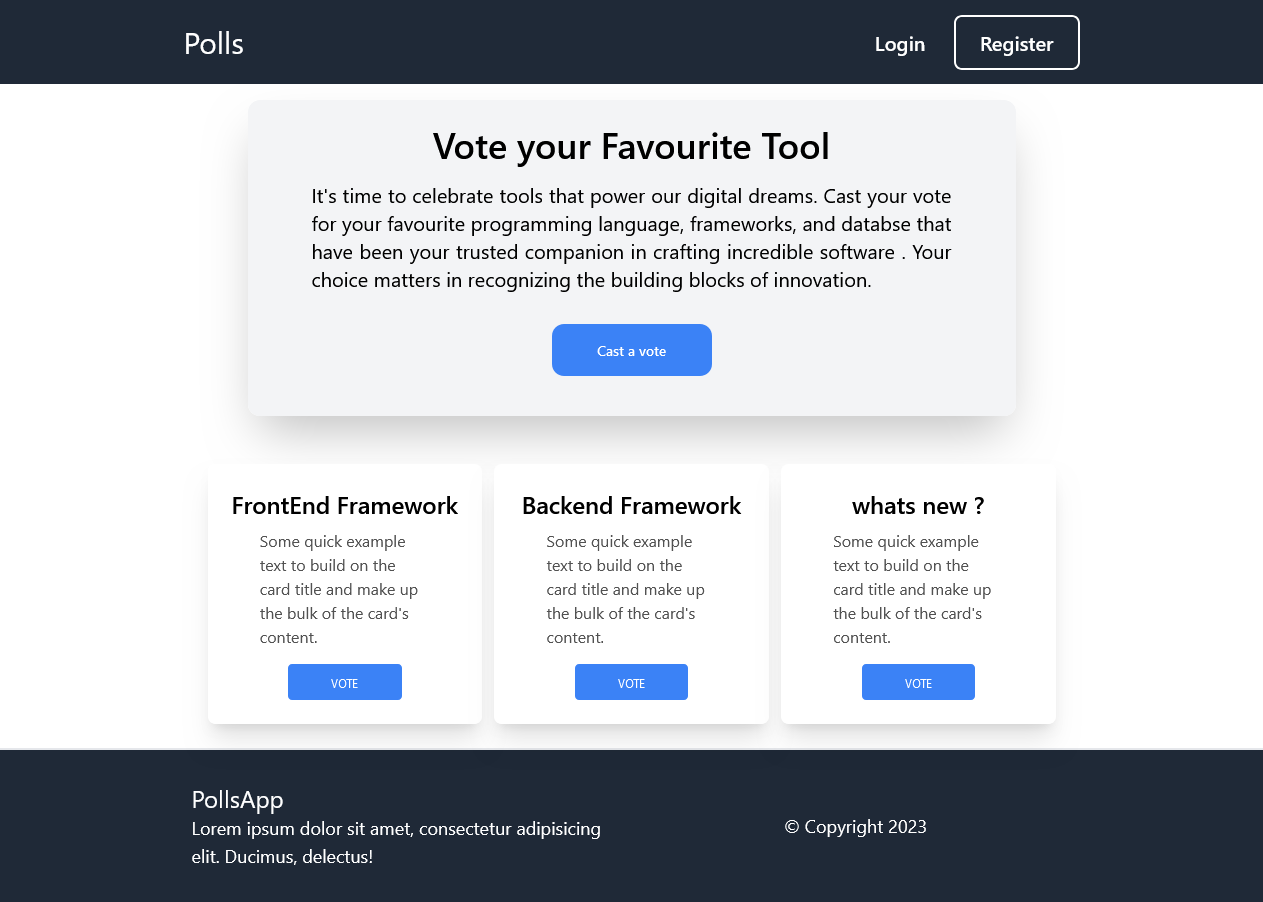 Polls
Login
Register
Vote your Favourite Tool
It's time to celebrate tools that power our digital dreams. Cast your vote
for your favourite programming language, frameworks, and databse that
have been your trusted companion in crafting incredible software . Your
choice matters in recognizing the building blocks of innovation.
Cast a vote
FrontEnd Framework
Some quick example
text to build on the
card title and make up
the bulk of the card's
content.
VOTE
Backend Framework
Some quick example
text to build on the
card title and make up
the bulk of the card's
content.
VOTE
whats new ?
Some quick example
text to build on the
card title and make up
the bulk of the card's
content.
VOTE
PollsApp
Lorem ipsum dolor sit amet, consectetur adipisicing
elit. Ducimus, delectus!
© Copyright 2023